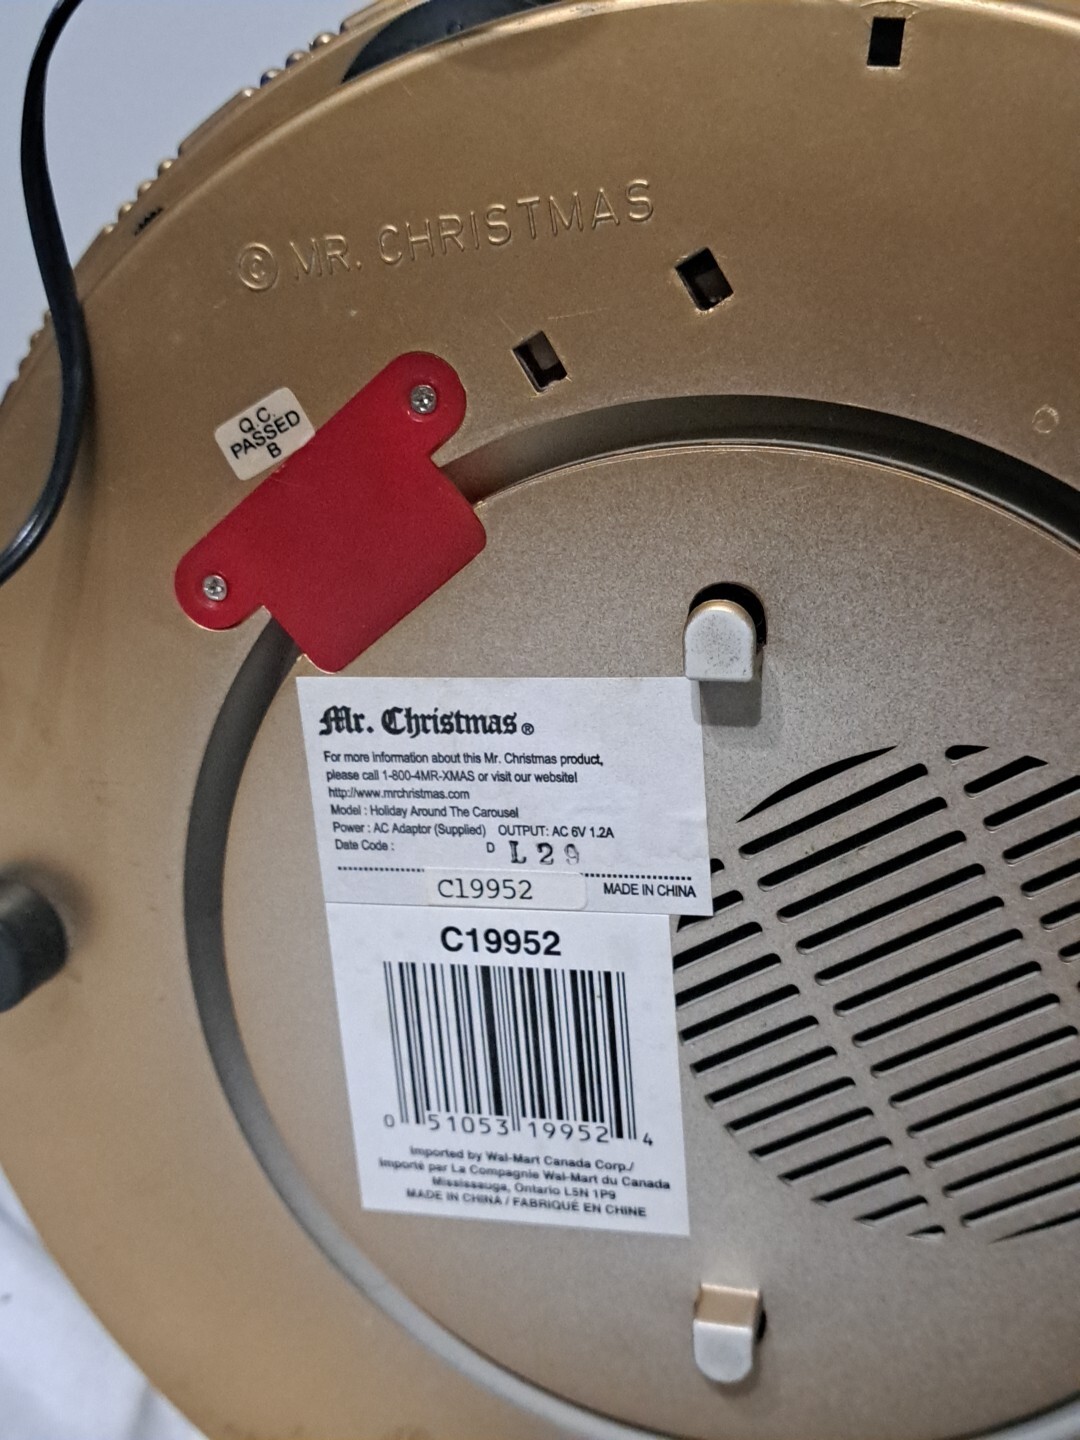 © MR. CHRISTMAS
Q.C.
PASSED
B
Mr. Christmas®
For more information about this Mr. Christmas product,
please call 1-800-4MR-XMAS or visit our website!
http://www.mrchristmas.com
Model : Holiday Around The Carousel
Power : AC Adaptor (Supplied) OUTPUT: AC 6V 1.2A
Date Code : D L29
C19952 MADE IN CHINA
C19952
0 51053 19952 4
Imported by Wal-Mart Canada Corp./
Importé par La Compagnie Wal-Mart du Canada
Mississauga, Ontario L5N 1P9
MADE IN CHINA / FABRIQUÉ EN CHINE